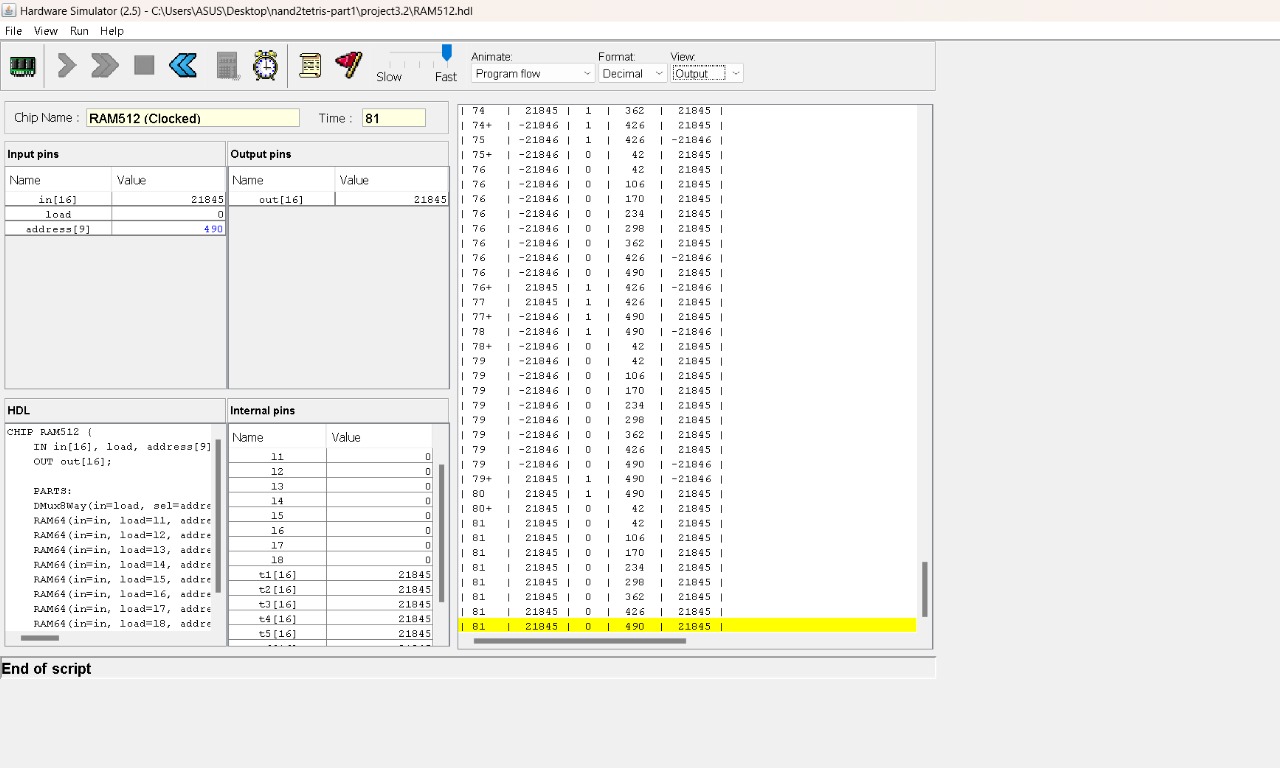 Hardware Simulator (2.5) - C:\Users\ASUS\Desktop\nand2tetris-part1\project3.2\RAM512.hdl
File View Run Help
Slow Fast
Animate:
Program flow
Format:
Decimal
View:
Output
Chip Name : RAM512 (Clocked) Time : 81
Input pins
Name Value
in[16] 21845
load 0
address[9] 490
Output pins
Name Value
out[16] 21845
HDL
CHIP RAM512 {
IN in[16], load, address[9]
OUT out[16];
PARTS:
DMux8Way(in=load, sel=addre
RAM64(in=in, load=l1, addre
RAM64(in=in, load=l2, addre
RAM64(in=in, load=l3, addre
RAM64(in=in, load=l4, addre
RAM64(in=in, load=l5, addre
RAM64(in=in, load=l6, addre
RAM64(in=in, load=l7, addre
RAM64(in=in, load=l8, addre
Internal pins
Name Value
l1 0
l2 0
l3 0
l4 0
l5 0
l6 0
l7 0
l8 0
t1[16] 21845
t2[16] 21845
t3[16] 21845
t4[16] 21845
t5[16] 21845
| 74 | 21845 | 1 | 362 | 21845 |
| 74+ | -21846 | 1 | 426 | 21845 |
| 75 | -21846 | 1 | 426 | -21846 |
| 75+ | -21846 | 0 | 42 | 21845 |
| 76 | -21846 | 0 | 42 | 21845 |
| 76 | -21846 | 0 | 106 | 21845 |
| 76 | -21846 | 0 | 170 | 21845 |
| 76 | -21846 | 0 | 234 | 21845 |
| 76 | -21846 | 0 | 298 | 21845 |
| 76 | -21846 | 0 | 362 | 21845 |
| 76 | -21846 | 0 | 426 | -21846 |
| 76 | -21846 | 0 | 490 | 21845 |
| 76+ | 21845 | 1 | 426 | -21846 |
| 77 | 21845 | 1 | 426 | 21845 |
| 77+ | -21846 | 1 | 490 | 21845 |
| 78 | -21846 | 1 | 490 | -21846 |
| 78+ | -21846 | 0 | 42 | 21845 |
| 79 | -21846 | 0 | 42 | 21845 |
| 79 | -21846 | 0 | 106 | 21845 |
| 79 | -21846 | 0 | 170 | 21845 |
| 79 | -21846 | 0 | 234 | 21845 |
| 79 | -21846 | 0 | 298 | 21845 |
| 79 | -21846 | 0 | 362 | 21845 |
| 79 | -21846 | 0 | 426 | 21845 |
| 79 | -21846 | 0 | 490 | -21846 |
| 79+ | 21845 | 1 | 490 | -21846 |
| 80 | 21845 | 1 | 490 | 21845 |
| 80+ | 21845 | 0 | 42 | 21845 |
| 81 | 21845 | 0 | 42 | 21845 |
| 81 | 21845 | 0 | 106 | 21845 |
| 81 | 21845 | 0 | 170 | 21845 |
| 81 | 21845 | 0 | 234 | 21845 |
| 81 | 21845 | 0 | 298 | 21845 |
| 81 | 21845 | 0 | 362 | 21845 |
| 81 | 21845 | 0 | 426 | 21845 |
| 81 | 21845 | 0 | 490 | 21845 |
End of script